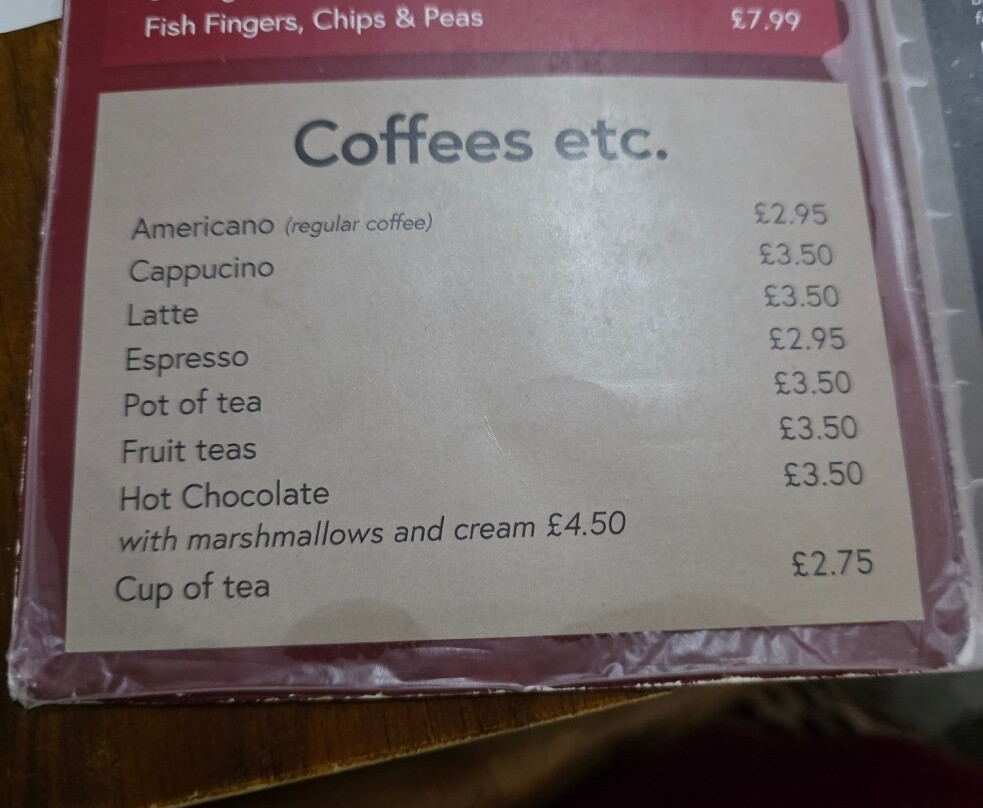 Fish Fingers, Chips & Peas £7.99
Coffees etc.
Americano (regular coffee) £2.95
Cappucino £3.50
Latte £3.50
Espresso £2.95
Pot of tea £3.50
Fruit teas £3.50
Hot Chocolate £3.50
with marshmallows and cream £4.50
Cup of tea £2.75